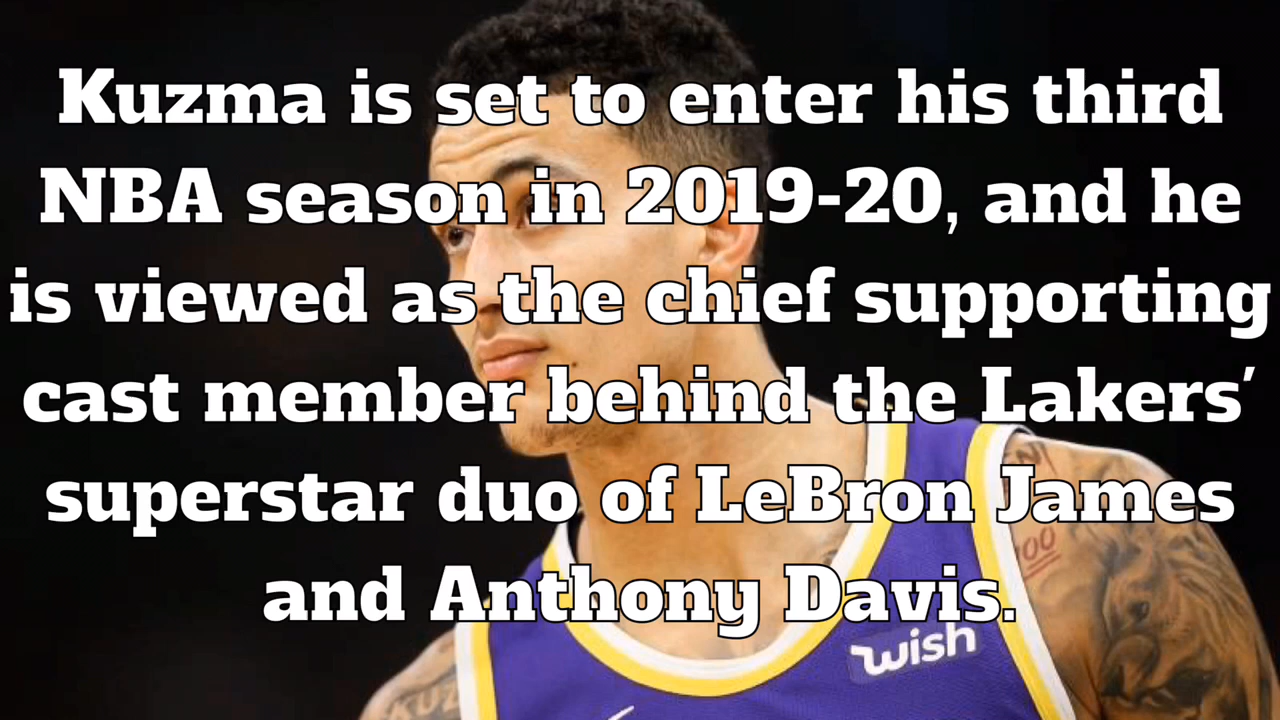 Kuzma is set to enter his third
NBA season in 2019-20, and he
is viewed as the chief supporting
cast member behind the Lakers’
superstar duo of LeBron James
and Anthony Davis.
wish
100